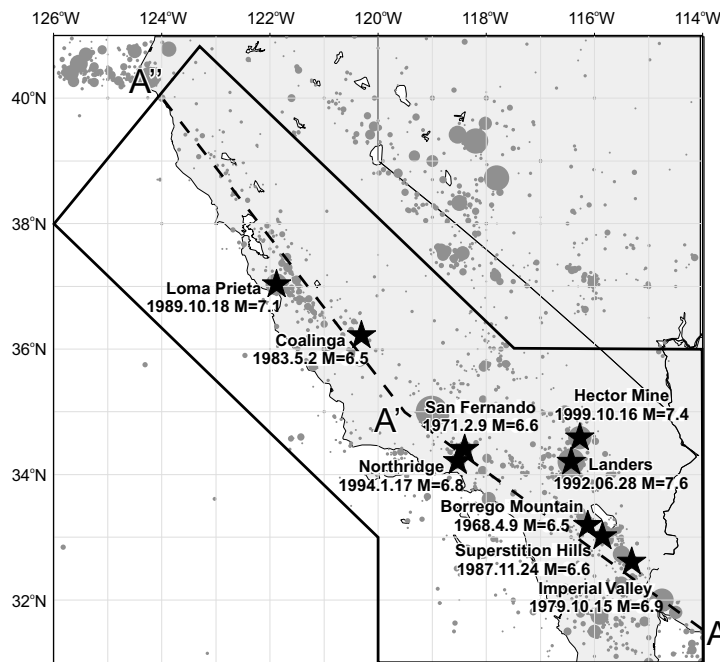 126°W 124°W 122°W 120°W 118°W 116°W 114°W
A''
40°N
38°N
Loma Prieta
1989.10.18 M=7.1
Coalinga
1983.5.2 M=6.5
36°N
Hector Mine
1999.10.16 M=7.4
San Fernando
1971.2.9 M=6.6
A'
Northridge
1994.1.17 M=6.8
34°N
Landers
1992.06.28 M=7.6
Borrego Mountain
1968.4.9 M=6.5
Superstition Hills
1987.11.24 M=6.6
Imperial Valley
1979.10.15 M=6.9
32°N
A